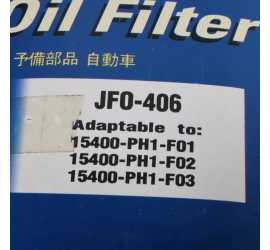 Oil Filter
予備部品 自動車
JFO-406
Adaptable to:
15400-PH1-F01
15400-PH1-F02
15400-PH1-F03